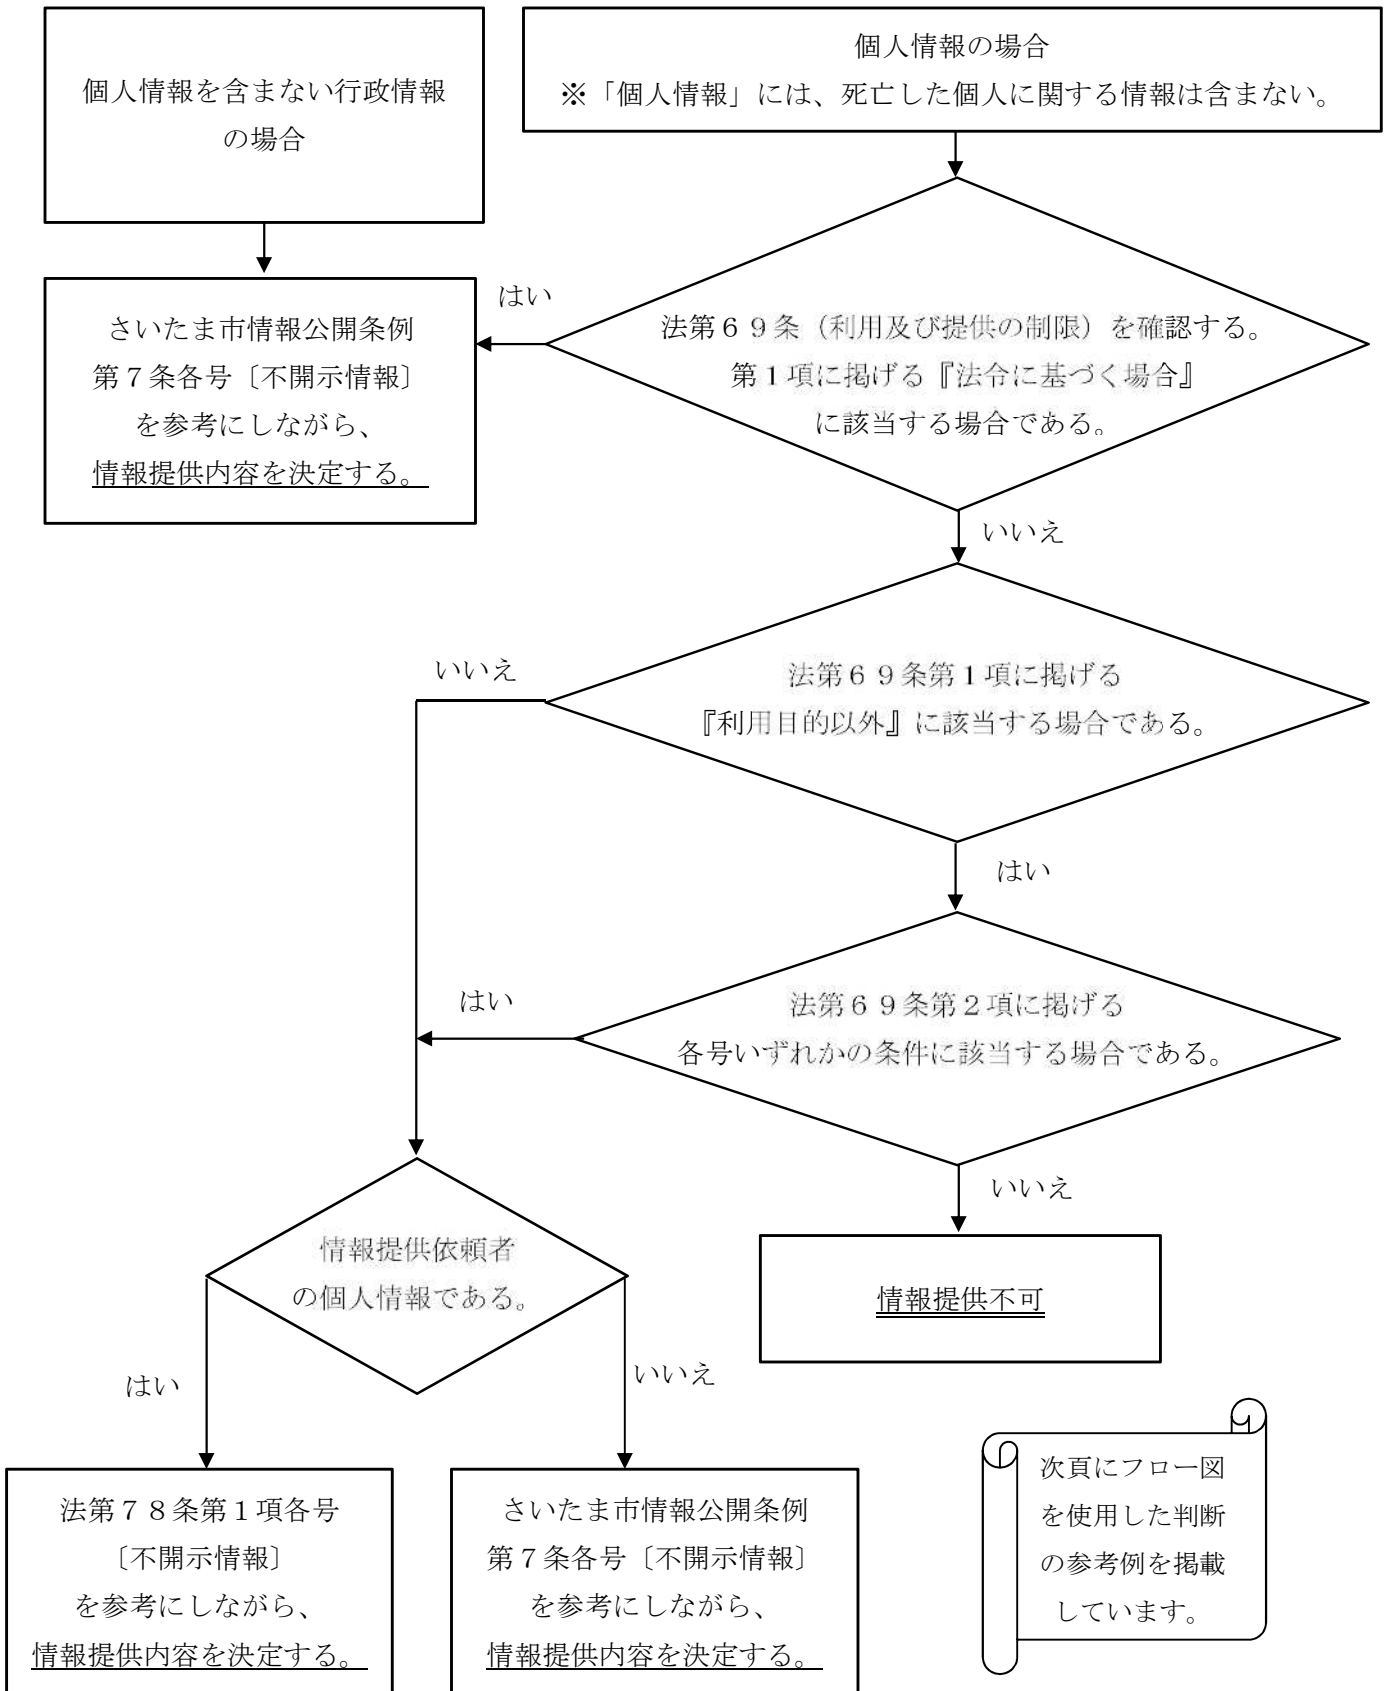 個人情報を含まない行政情報
の場合
個人情報の場合
※「個人情報」には、死亡した個人に関する情報は含まない。
はい
さいたま市情報公開条例
第７条各号〔不開示情報〕
を参考にしながら、
情報提供内容を決定する。
法第６９条（利用及び提供の制限）を確認する。
第１項に掲げる『法令に基づく場合』
に該当する場合である。
いいえ
いいえ
法第６９条第１項に掲げる
『利用目的以外』に該当する場合である。
はい
はい
法第６９条第２項に掲げる
各号いずれかの条件に該当する場合である。
いいえ
情報提供依頼者
の個人情報である。
情報提供不可
はい
いいえ
法第７８条第１項各号
〔不開示情報〕
を参考にしながら、
情報提供内容を決定する。
さいたま市情報公開条例
第７条各号〔不開示情報〕
を参考にしながら、
情報提供内容を決定する。
次頁にフロー図
を使用した判断
の参考例を掲載
しています。